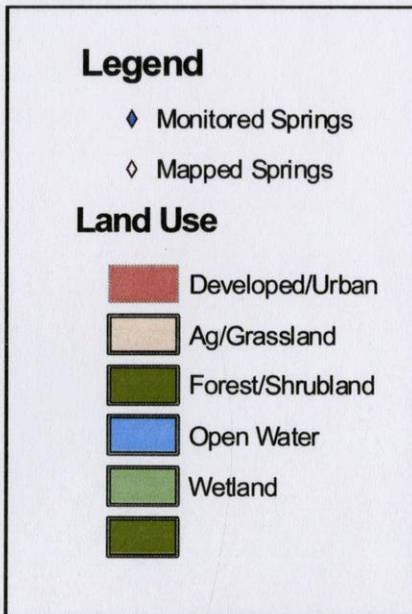 Legend
Monitored Springs
Mapped Springs
Land Use
Developed/Urban
Ag/Grassland
Forest/Shrubland
Open Water
Wetland